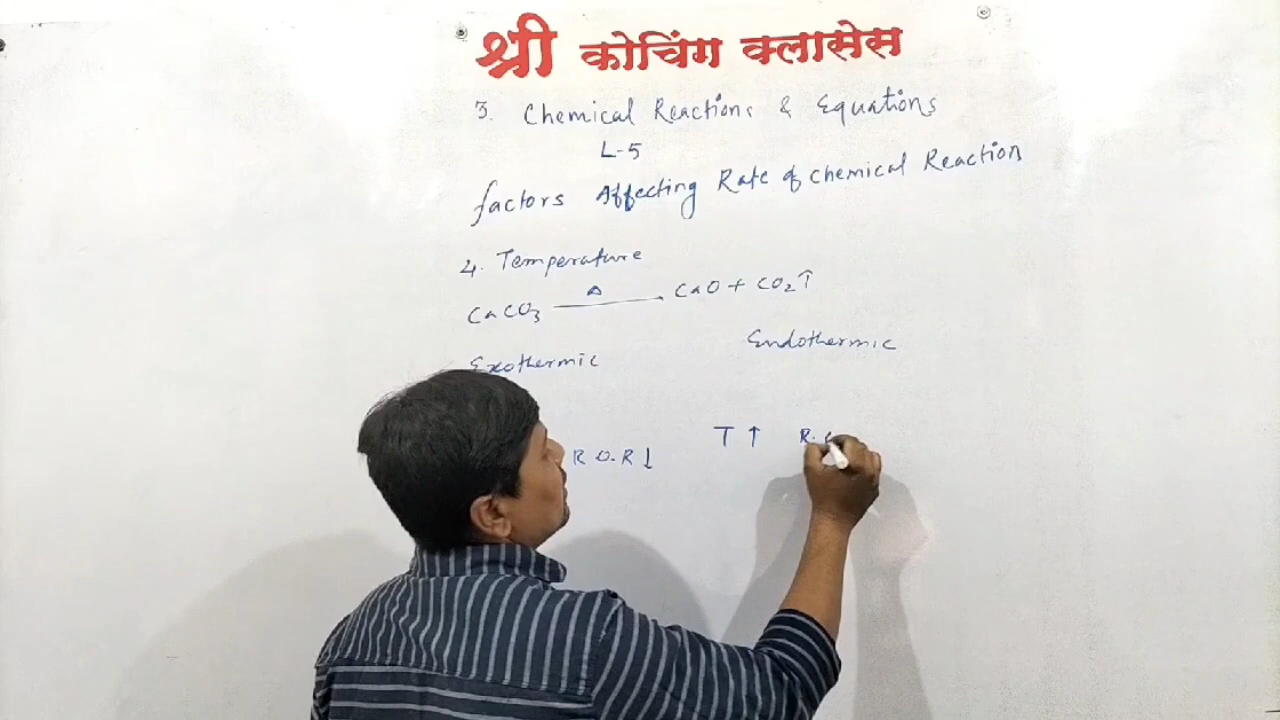 श्री कोचिंग क्लासेस
3. Chemical Reactions & Equations
L-5
factors Affecting Rate of chemical Reaction
4. Temperature
CaCO₃ —Δ→ CaO + CO₂↑
Exothermic
Endothermic
R O.R ↓
T ↑ R.